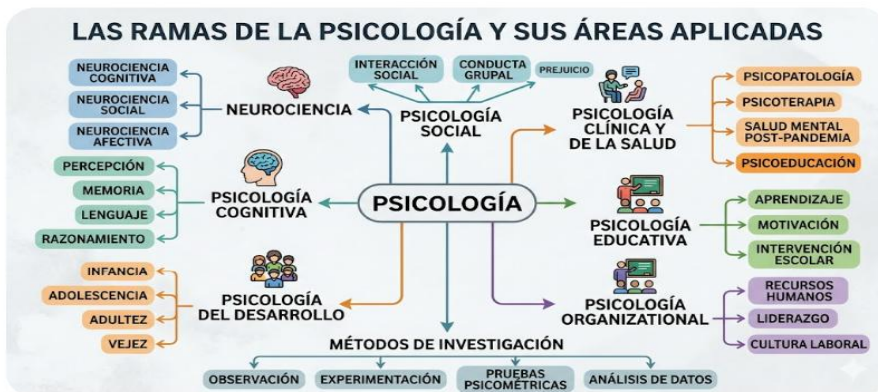 LAS RAMAS DE LA PSICOLOGÍA Y SUS ÁREAS APLICADAS
NEUROCIENCIA
COGNITIVA
NEUROCIENCIA
SOCIAL
NEUROCIENCIA
AFECTIVA
NEUROCIENCIA
INTERACCIÓN
SOCIAL
CONDUCTA
GRUPAL
PREJUICIO
PSICOLOGÍA
SOCIAL
PSICOLOGÍA
CLÍNICA Y
DE LA SALUD
PSICOPATOLOGÍA
PSICOTERAPIA
SALUD MENTAL
POST-PANDEMIA
PSICOEDUCACIÓN
PERCEPCIÓN
MEMORIA
LENGUAJE
RAZONAMIENTO
PSICOLOGÍA
COGNITIVA
PSICOLOGÍA
PSICOLOGÍA
EDUCATIVA
APRENDIZAJE
MOTIVACIÓN
INTERVENCIÓN
ESCOLAR
INFANCIA
ADOLESCENCIA
ADULTEZ
VEJEZ
PSICOLOGÍA
DEL DESARROLLO
PSICOLOGÍA
ORGANIZATIONAL
RECURSOS
HUMANOS
LIDERAZGO
CULTURA LABORAL
MÉTODOS DE INVESTIGACIÓN
OBSERVACIÓN
EXPERIMENTACIÓN
PRUEBAS
PSICOMÉTRICAS
ANÁLISIS DE DATOS